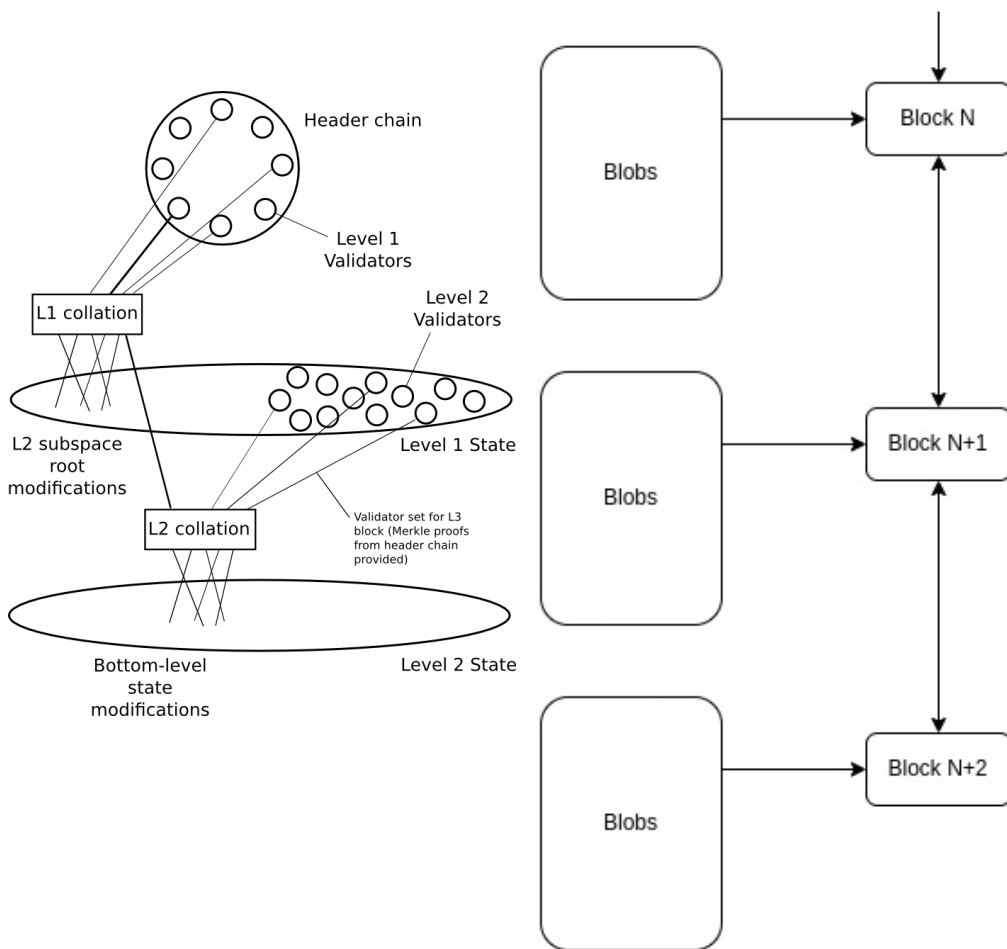 Header chain
Level 1
Validators
L1 collation
Level 2
Validators
L2 subspace
root
modifications
Level 1 State
L2 collation
Validator set for L3
block (Merkle proofs
from header chain
provided)
Bottom-level
state
modifications
Level 2 State
Blobs
Block N
Blobs
Block N+1
Blobs
Block N+2